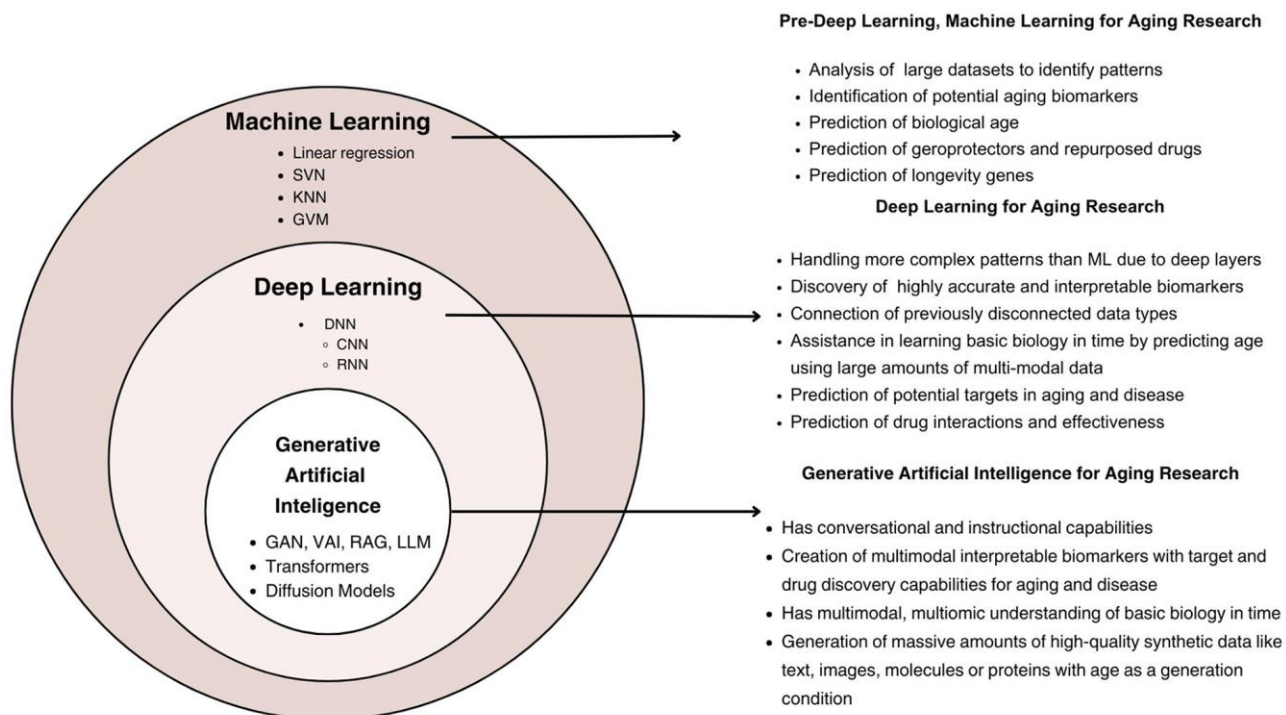 Machine Learning
• Linear regression
• SVN
• KNN
• GVM
Deep Learning
• DNN
◦ CNN
◦ RNN
Generative
Artificial
Inteligence
• GAN, VAI, RAG, LLM
• Transformers
• Diffusion Models
Pre-Deep Learning, Machine Learning for Aging Research
• Analysis of large datasets to identify patterns
• Identification of potential aging biomarkers
• Prediction of biological age
• Prediction of geroprotectors and repurposed drugs
• Prediction of longevity genes
Deep Learning for Aging Research
• Handling more complex patterns than ML due to deep layers
• Discovery of highly accurate and interpretable biomarkers
• Connection of previously disconnected data types
• Assistance in learning basic biology in time by predicting age
using large amounts of multi-modal data
• Prediction of potential targets in aging and disease
• Prediction of drug interactions and effectiveness
Generative Artificial Intelligence for Aging Research
• Has conversational and instructional capabilities
• Creation of multimodal interpretable biomarkers with target and
drug discovery capabilities for aging and disease
• Has multimodal, multiomic understanding of basic biology in time
• Generation of massive amounts of high-quality synthetic data like
text, images, molecules or proteins with age as a generation
condition